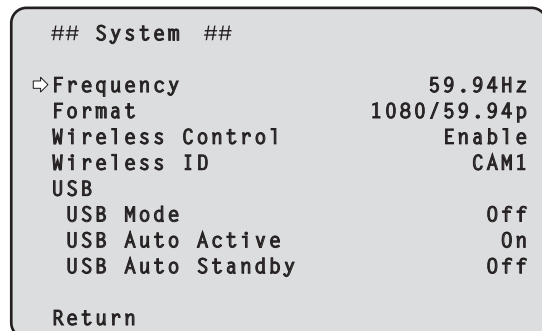 ## System ##
⇨Frequency 59.94Hz
Format 1080/59.94p
Wireless Control Enable
Wireless ID CAM1
USB
USB Mode Off
USB Auto Active On
USB Auto Standby Off
Return